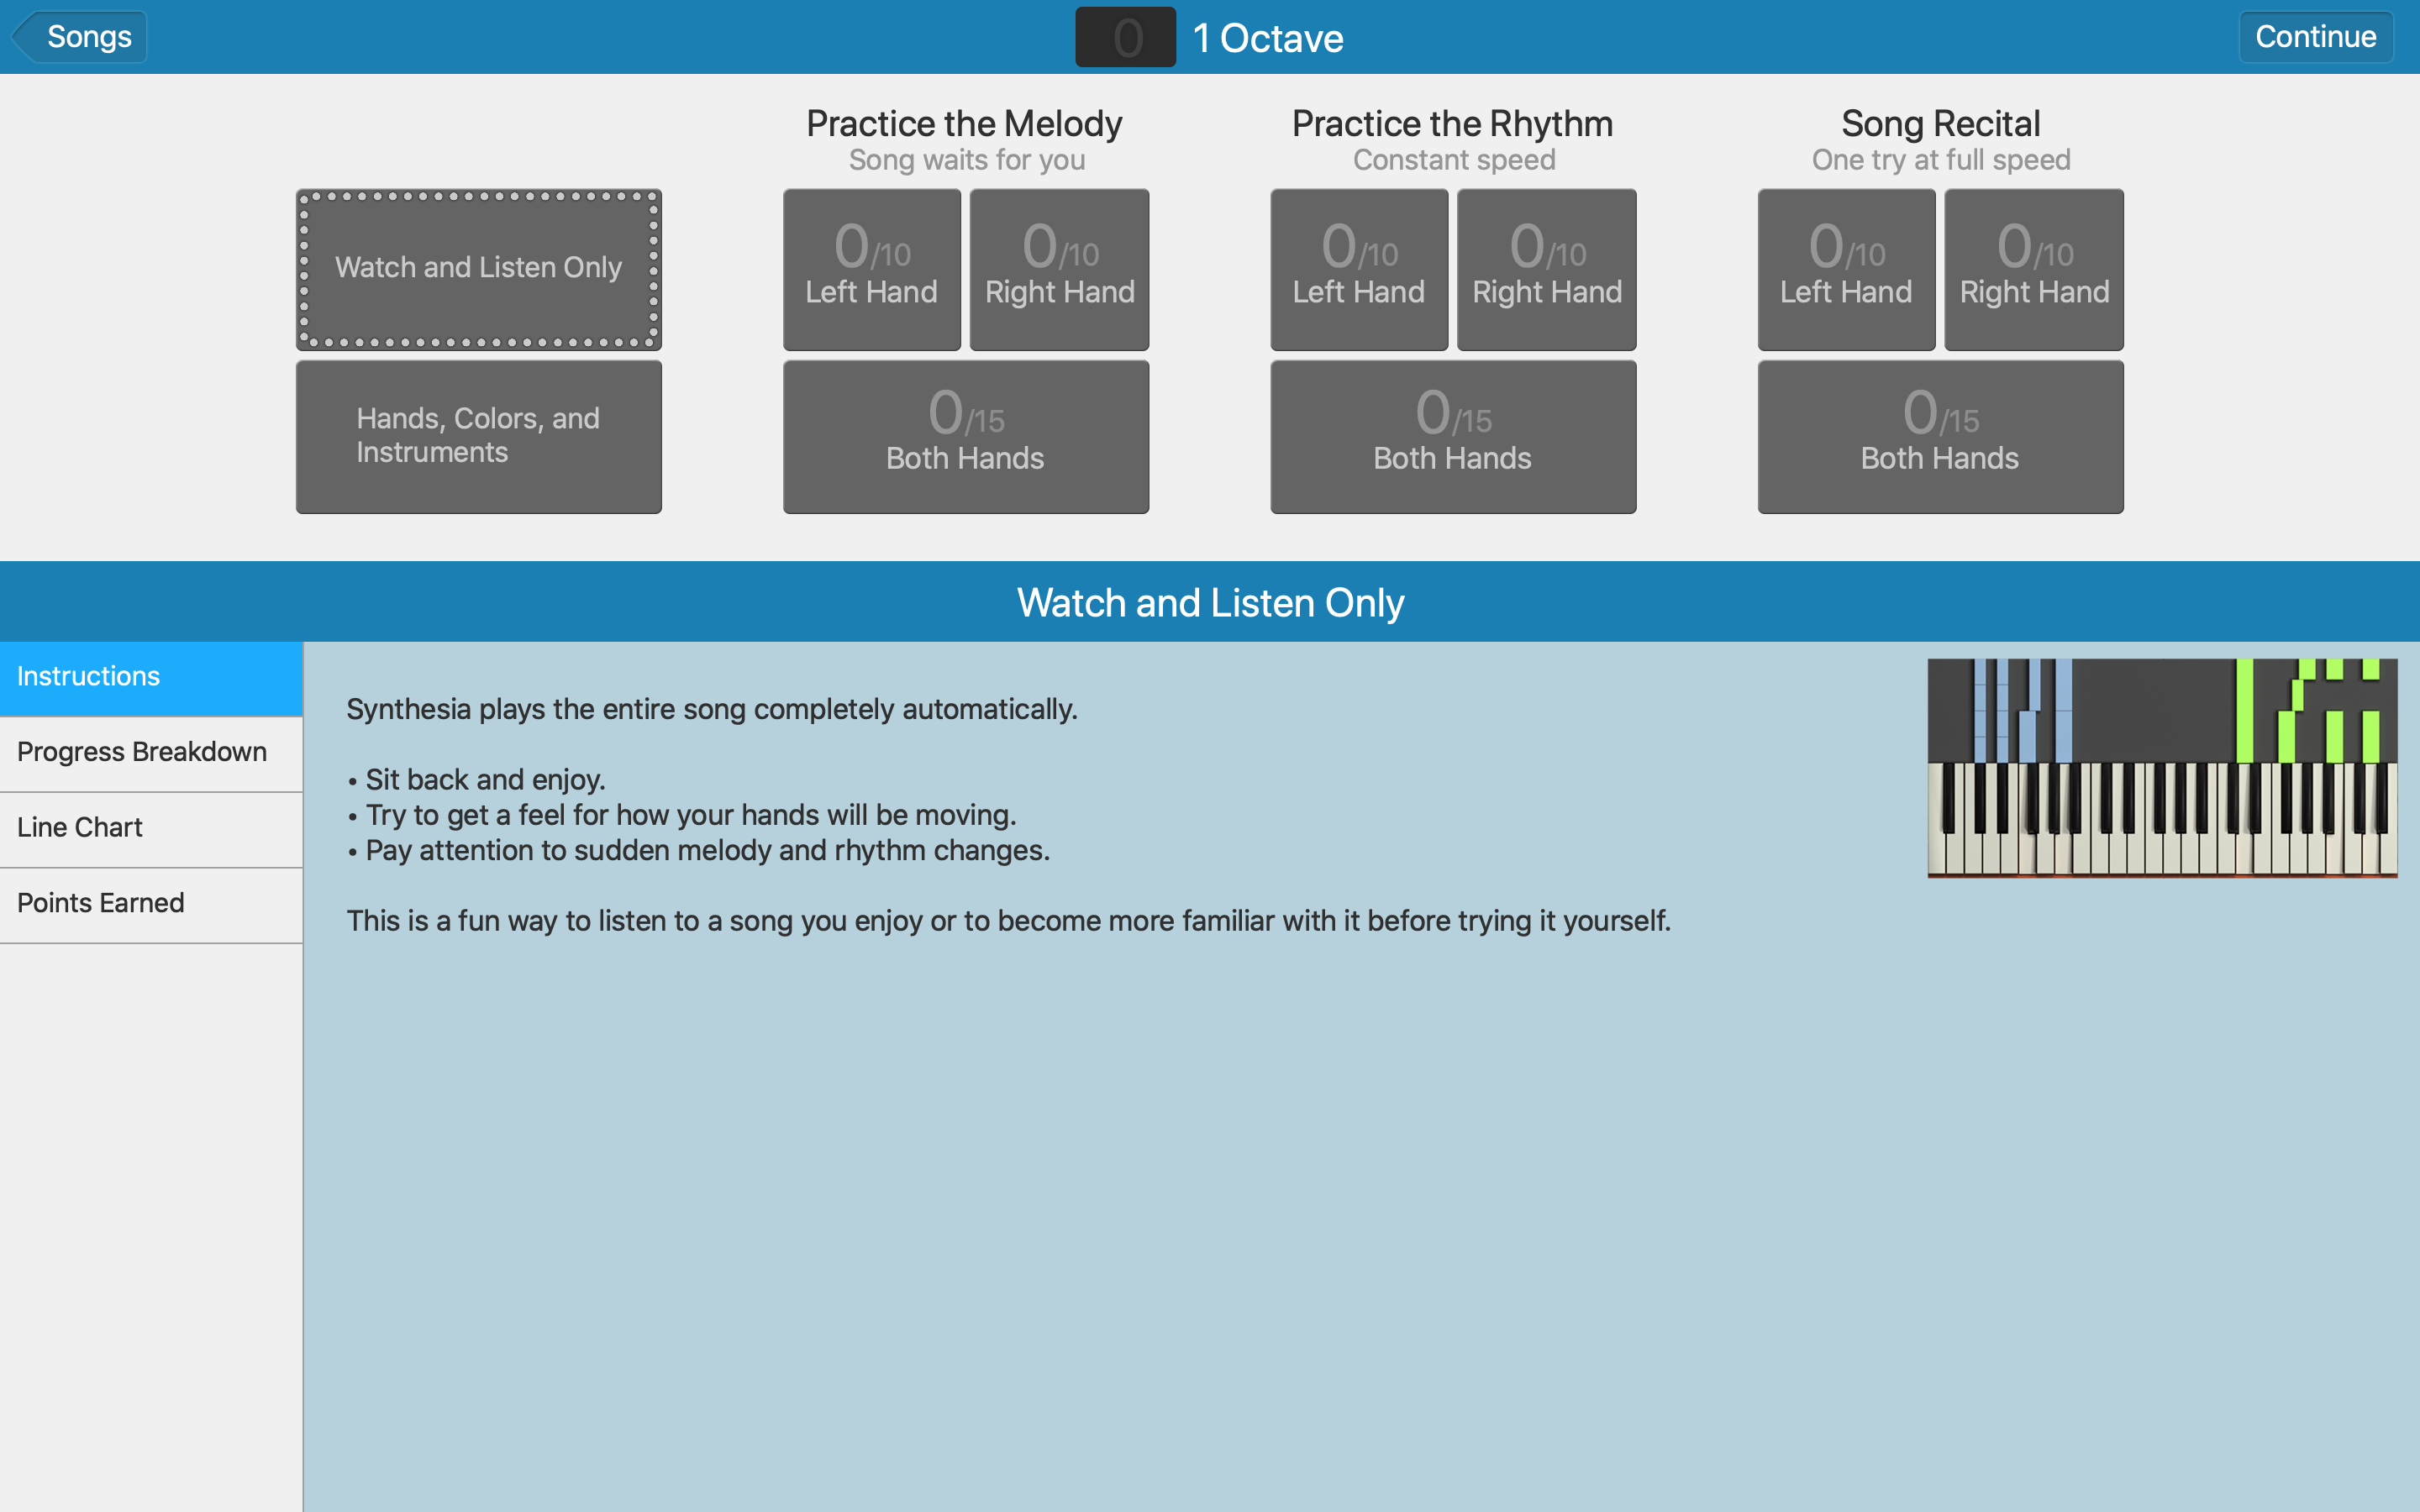 Songs
0 1 Octave
Continue
Practice the Melody
Song waits for you
Practice the Rhythm
Constant speed
Song Recital
One try at full speed
Watch and Listen Only
0/10
Left Hand
0/10
Right Hand
0/10
Left Hand
0/10
Right Hand
0/10
Left Hand
0/10
Right Hand
Hands, Colors, and
Instruments
0/15
Both Hands
0/15
Both Hands
0/15
Both Hands
Watch and Listen Only
Instructions
Progress Breakdown
Line Chart
Points Earned
Synthesia plays the entire song completely automatically.
• Sit back and enjoy.
• Try to get a feel for how your hands will be moving.
• Pay attention to sudden melody and rhythm changes.
This is a fun way to listen to a song you enjoy or to become more familiar with it before trying it yourself.